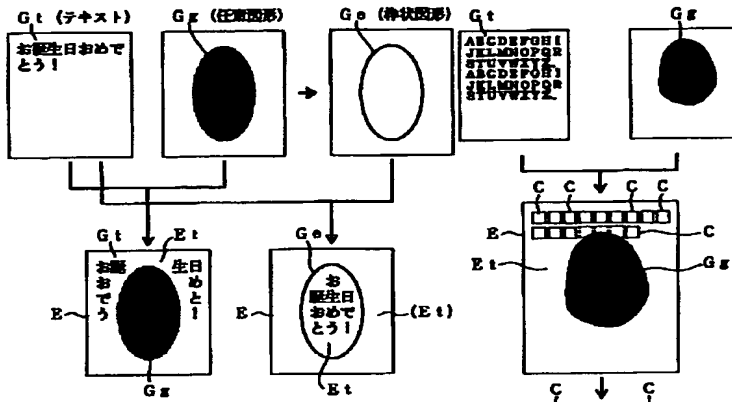 Gt (テキスト)
お誕生日おめで
とう!
Gg (任意図形)
Ge (枠状図形)
Gt
ABCDEFGHI
JKLMNOPQR
STUVWXYZ
ABCDEFGHI
JKLMNOPQR
STUVWXYZ
Gg
Gt
Et
お誕
生日
お
め
で
と
う
!
E
Gg
Ge
お
誕生日
おめで
とう!
E
(Et)
Et
C
C
C
C
E
C
Et
Gg
C
C